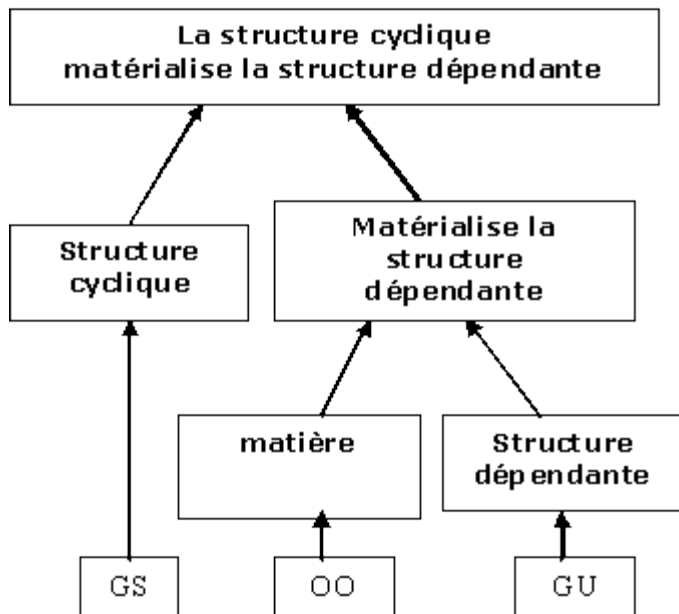 La structure cyclique
matérialise la structure dépendante
Structure
cyclique
Matérialise la
structure
dépendante
matière
Structure
dépendante
GS
OO
GU